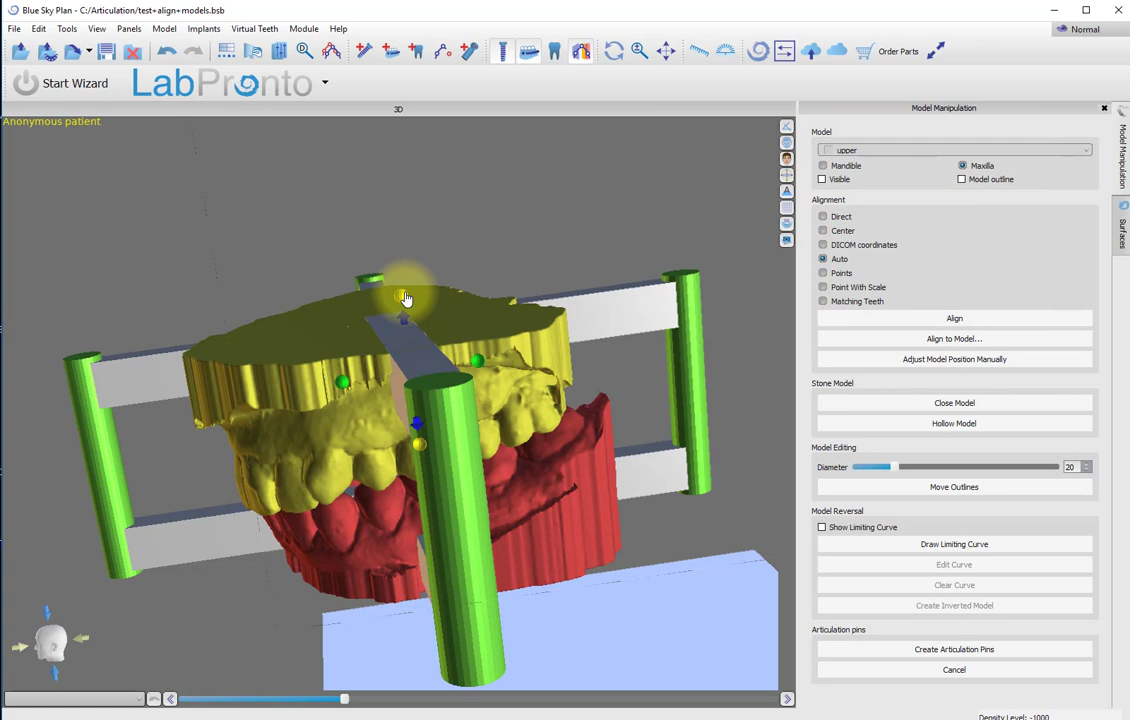 Blue Sky Plan - C:/Articulation/test+align+models.bsb
File Edit Tools View Panels Model Implants Virtual Teeth Module Help
Normal
Order Parts
Start Wizard LabPronto
3D
Anonymous patient
Model Manipulation
Model
upper
Mandible Maxilla
Visible Model outline
Alignment
Direct
Center
DICOM coordinates
Auto
Points
Point With Scale
Matching Teeth
Align
Align to Model...
Adjust Model Position Manually
Stone Model
Close Model
Hollow Model
Model Editing
Diameter 20
Move Outlines
Model Reversal
Show Limiting Curve
Draw Limiting Curve
Edit Curve
Clear Curve
Create Inverted Model
Articulation pins
Create Articulation Pins
Cancel
Model Manipulation
Surfaces
Density Level: -1000